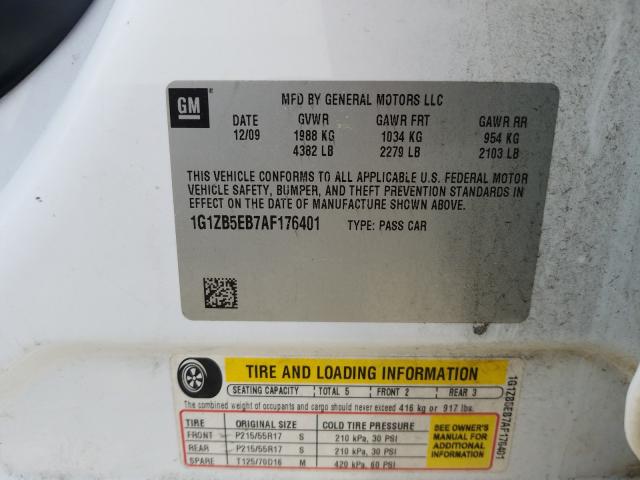 GM
MFD BY GENERAL MOTORS LLC
DATE GVWR GAWR FRT GAWR RR
12/09 1988 KG 1034 KG 954 KG
4382 LB 2279 LB 2103 LB
THIS VEHICLE CONFORMS TO ALL APPLICABLE U.S. FEDERAL MOTOR
VEHICLE SAFETY, BUMPER, AND THEFT PREVENTION STANDARDS IN
EFFECT ON THE DATE OF MANUFACTURE SHOWN ABOVE.
1G1ZB5EB7AF176401 TYPE: PASS CAR
TIRE AND LOADING INFORMATION
SEATING CAPACITY TOTAL 5 FRONT 2 REAR 3
The combined weight of occupants and cargo should never exceed 416 kg or 917 lbs.
TIRE ORIGINAL SIZE COLD TIRE PRESSURE
FRONT P215/55R17 S 210 kPa, 30 PSI
REAR P215/55R17 S 210 kPa, 30 PSI
SPARE T125/70D16 M 420 kPa, 60 PSI
SEE OWNER'S
MANUAL FOR
ADDITIONAL
INFORMATION
1G1ZB5EB7AF176401